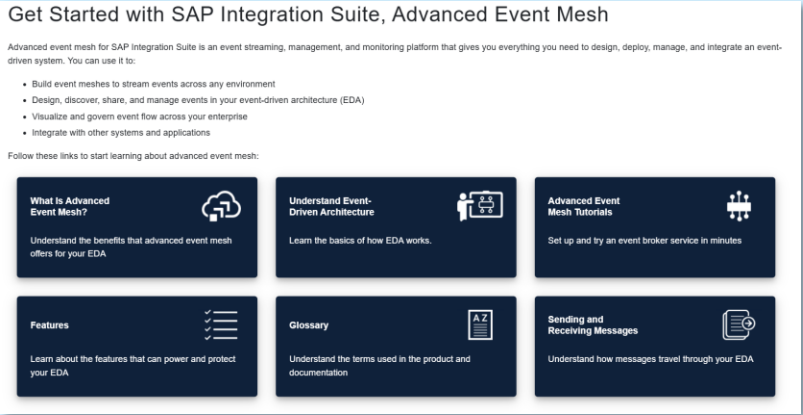 Get Started with SAP Integration Suite, Advanced Event Mesh
Advanced event mesh for SAP Integration Suite is an event streaming, management, and monitoring platform that gives you everything you need to design, deploy, manage, and integrate an event-
driven system. You can use it to:
• Build event meshes to stream events across any environment
• Design, discover, share, and manage events in your event-driven architecture (EDA)
• Visualize and govern event flow across your enterprise
• Integrate with other systems and applications
Follow these links to start learning about advanced event mesh:
What Is Advanced
Event Mesh?
Understand the benefits that advanced event mesh
offers for your EDA
Understand Event-
Driven Architecture
Learn the basics of how EDA works.
Advanced Event
Mesh Tutorials
Set up and try an event broker service in minutes
Features
Learn about the features that can power and protect
your EDA
Glossary
A Z
Understand the terms used in the product and
documentation
Sending and
Receiving Messages
Understand how messages travel through your EDA